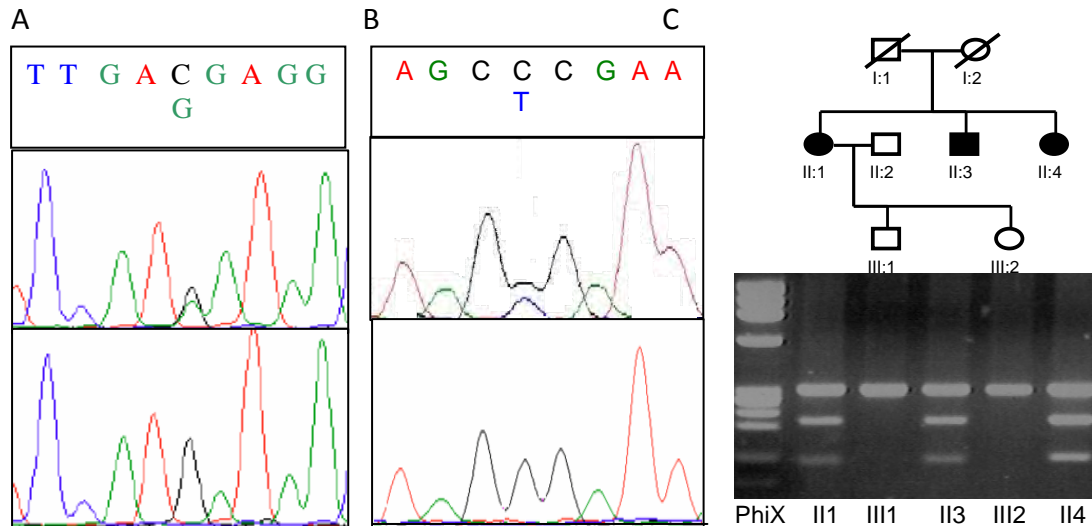 A
T T G A C G A G G
G
B
A G C C C G A A
T
C
I:1 I:2
II:1 II:2 II:3 II:4
III:1 III:2
PhiX II1 III1 II3 III2 II4